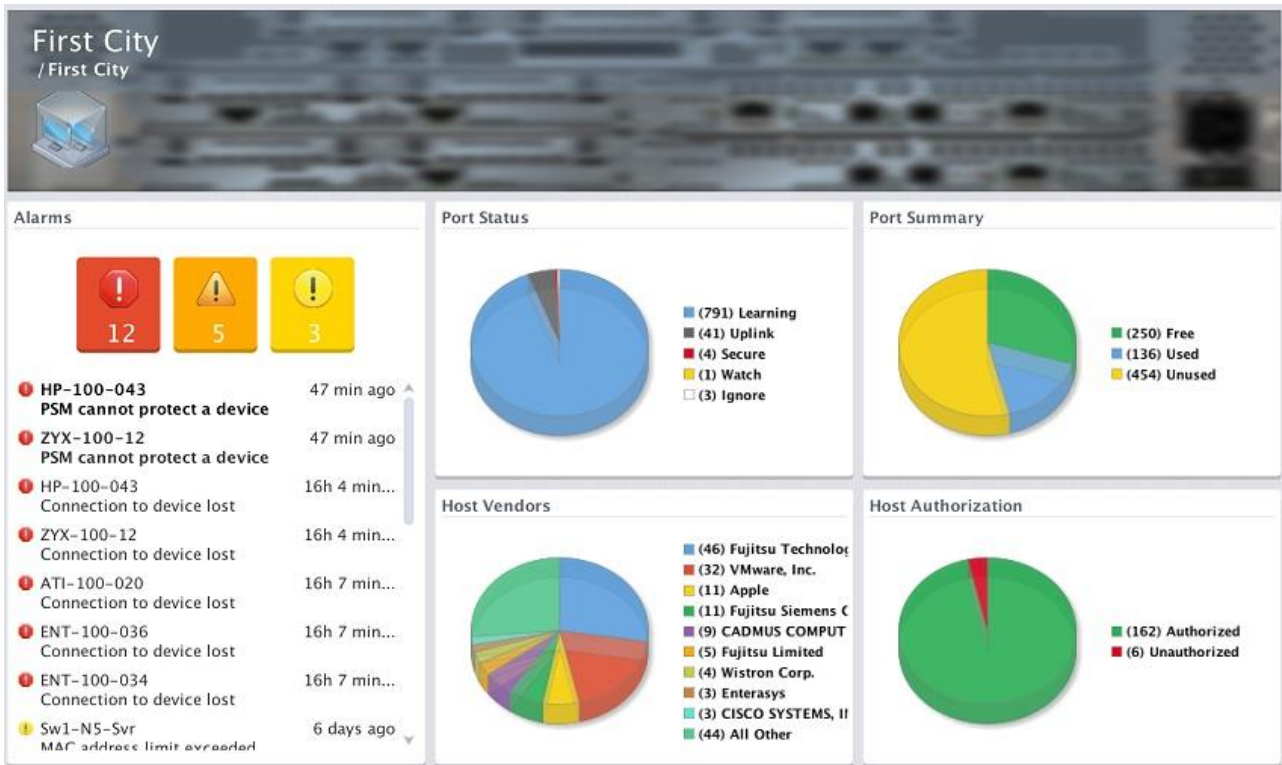 First City
/First City
Alarms
12
5
3
HP-100-043 47 min ago
PSM cannot protect a device
ZYX-100-12 47 min ago
PSM cannot protect a device
HP-100-043 16h 4 min...
Connection to device lost
ZYX-100-12 16h 4 min...
Connection to device lost
ATI-100-020 16h 7 min...
Connection to device lost
ENT-100-036 16h 7 min...
Connection to device lost
ENT-100-034 16h 7 min...
Connection to device lost
Sw1-N5-Svr 6 days ago
MAC address limit exceeded
Port Status
(791) Learning
(41) Uplink
(4) Secure
(1) Watch
(3) Ignore
Port Summary
(250) Free
(136) Used
(454) Unused
Host Vendors
(46) Fujitsu Technolog
(32) VMware, Inc.
(11) Apple
(11) Fujitsu Siemens C
(9) CADMUS COMPUT
(5) Fujitsu Limited
(4) Wistron Corp.
(3) Enterasys
(3) CISCO SYSTEMS, I
(44) All Other
Host Authorization
(162) Authorized
(6) Unauthorized